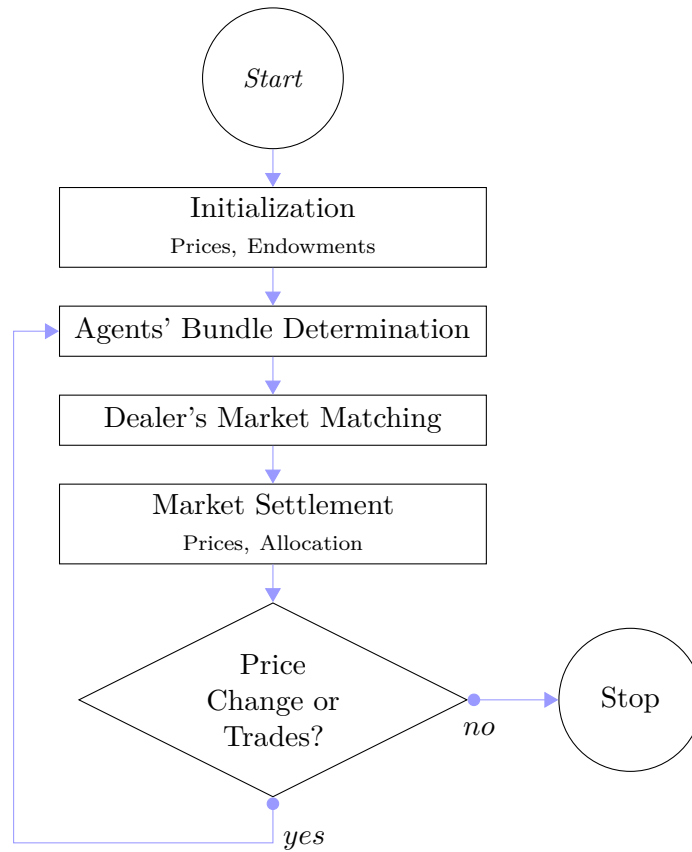 Start
Initialization
Prices, Endowments
Agents' Bundle Determination
Dealer's Market Matching
Market Settlement
Prices, Allocation
Price
Change or
Trades?
no
Stop
yes